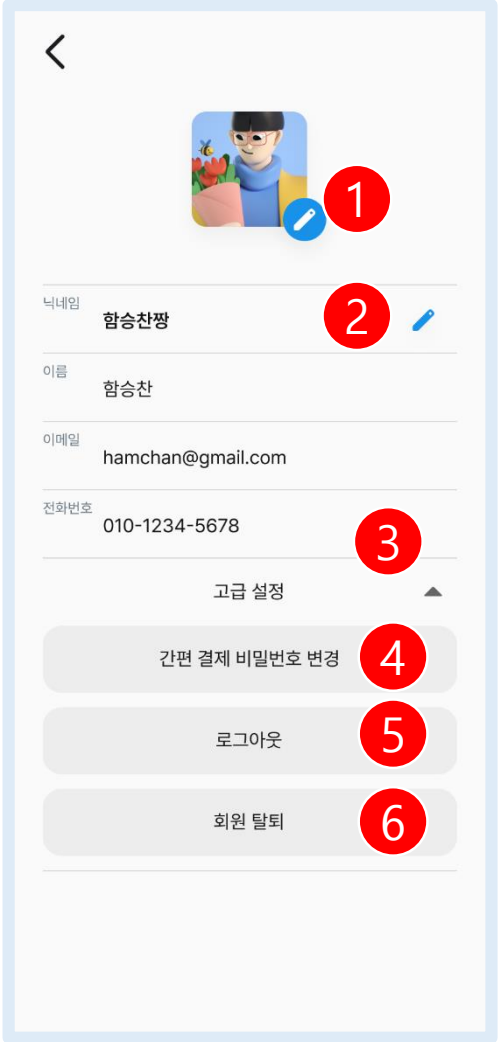 1
닉네임
함승찬짱
2
이름
함승찬
이메일
hamchan@gmail.com
전화번호
010-1234-5678
3
고급 설정
간편 결제 비밀번호 변경
4
로그아웃
5
회원 탈퇴
6